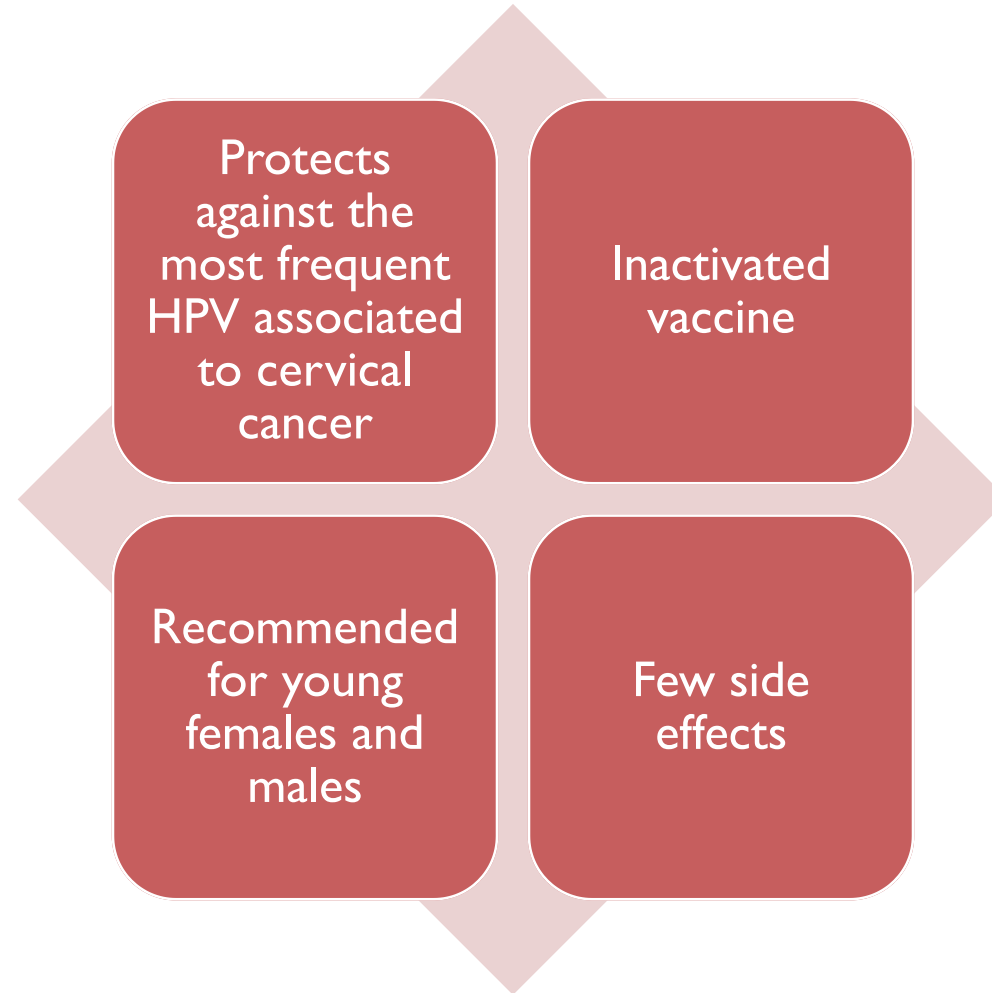 Protects
against the
most frequent
HPV associated
to cervical
cancer
Inactivated
vaccine
Recommended
for young
females and
males
Few side
effects